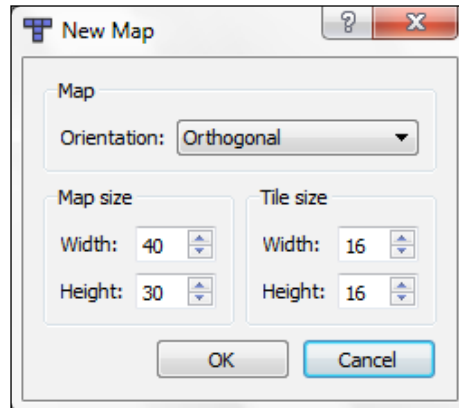 New Map
Map
Orientation: Orthogonal
Map size
Width: 40
Height: 30
Tile size
Width: 16
Height: 16
OK Cancel